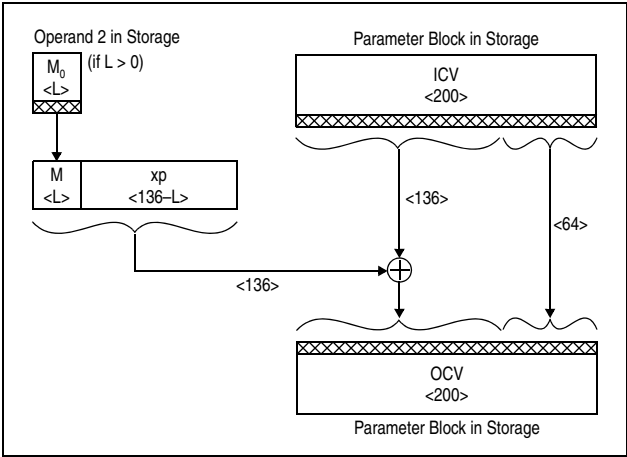 Operand 2 in Storage
M0
<L>
(if L > 0)
M
<L>
xp
<136–L>
<136>
Parameter Block in Storage
ICV
<200>
<136>
<64>
OCV
<200>
Parameter Block in Storage